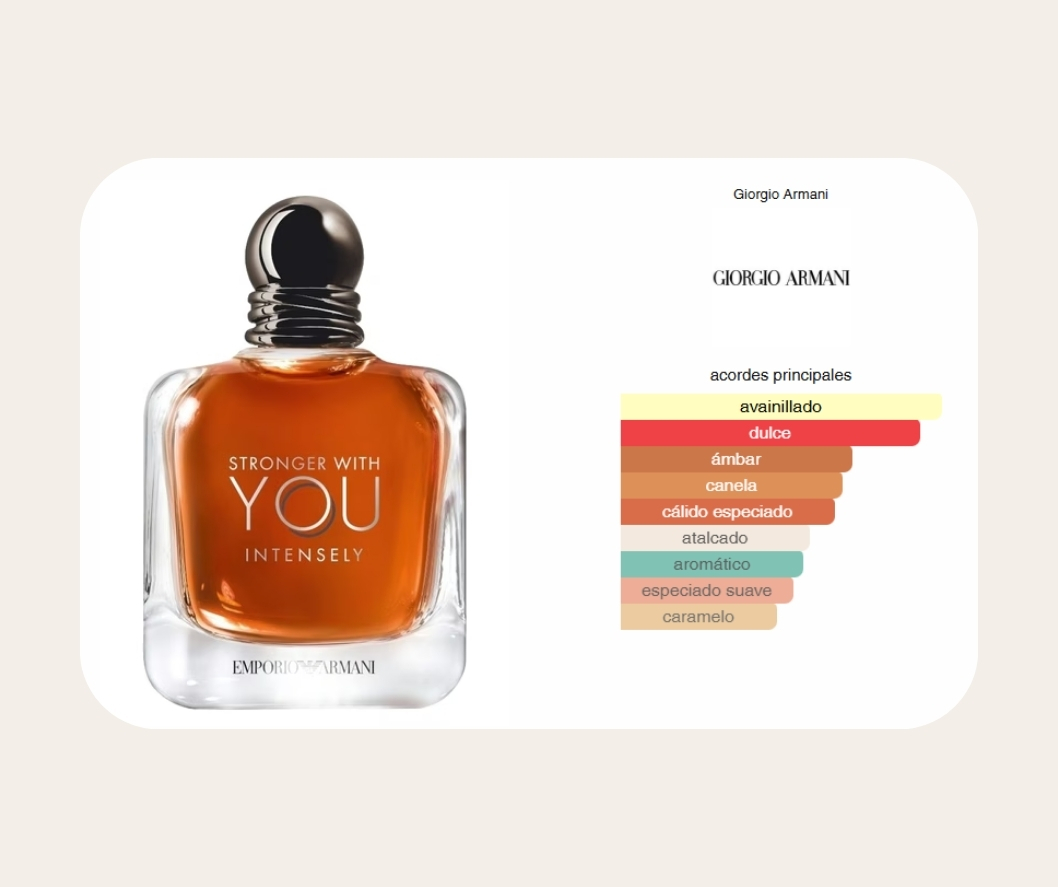 Giorgio Armani
GIORGIO ARMANI
acordes principales
avainillado
dulce
ámbar
canela
cálido especiado
atalcado
aromático
especiado suave
caramelo
STRONGER WITH
YOU
INTENSELY
EMPORIO ARMANI